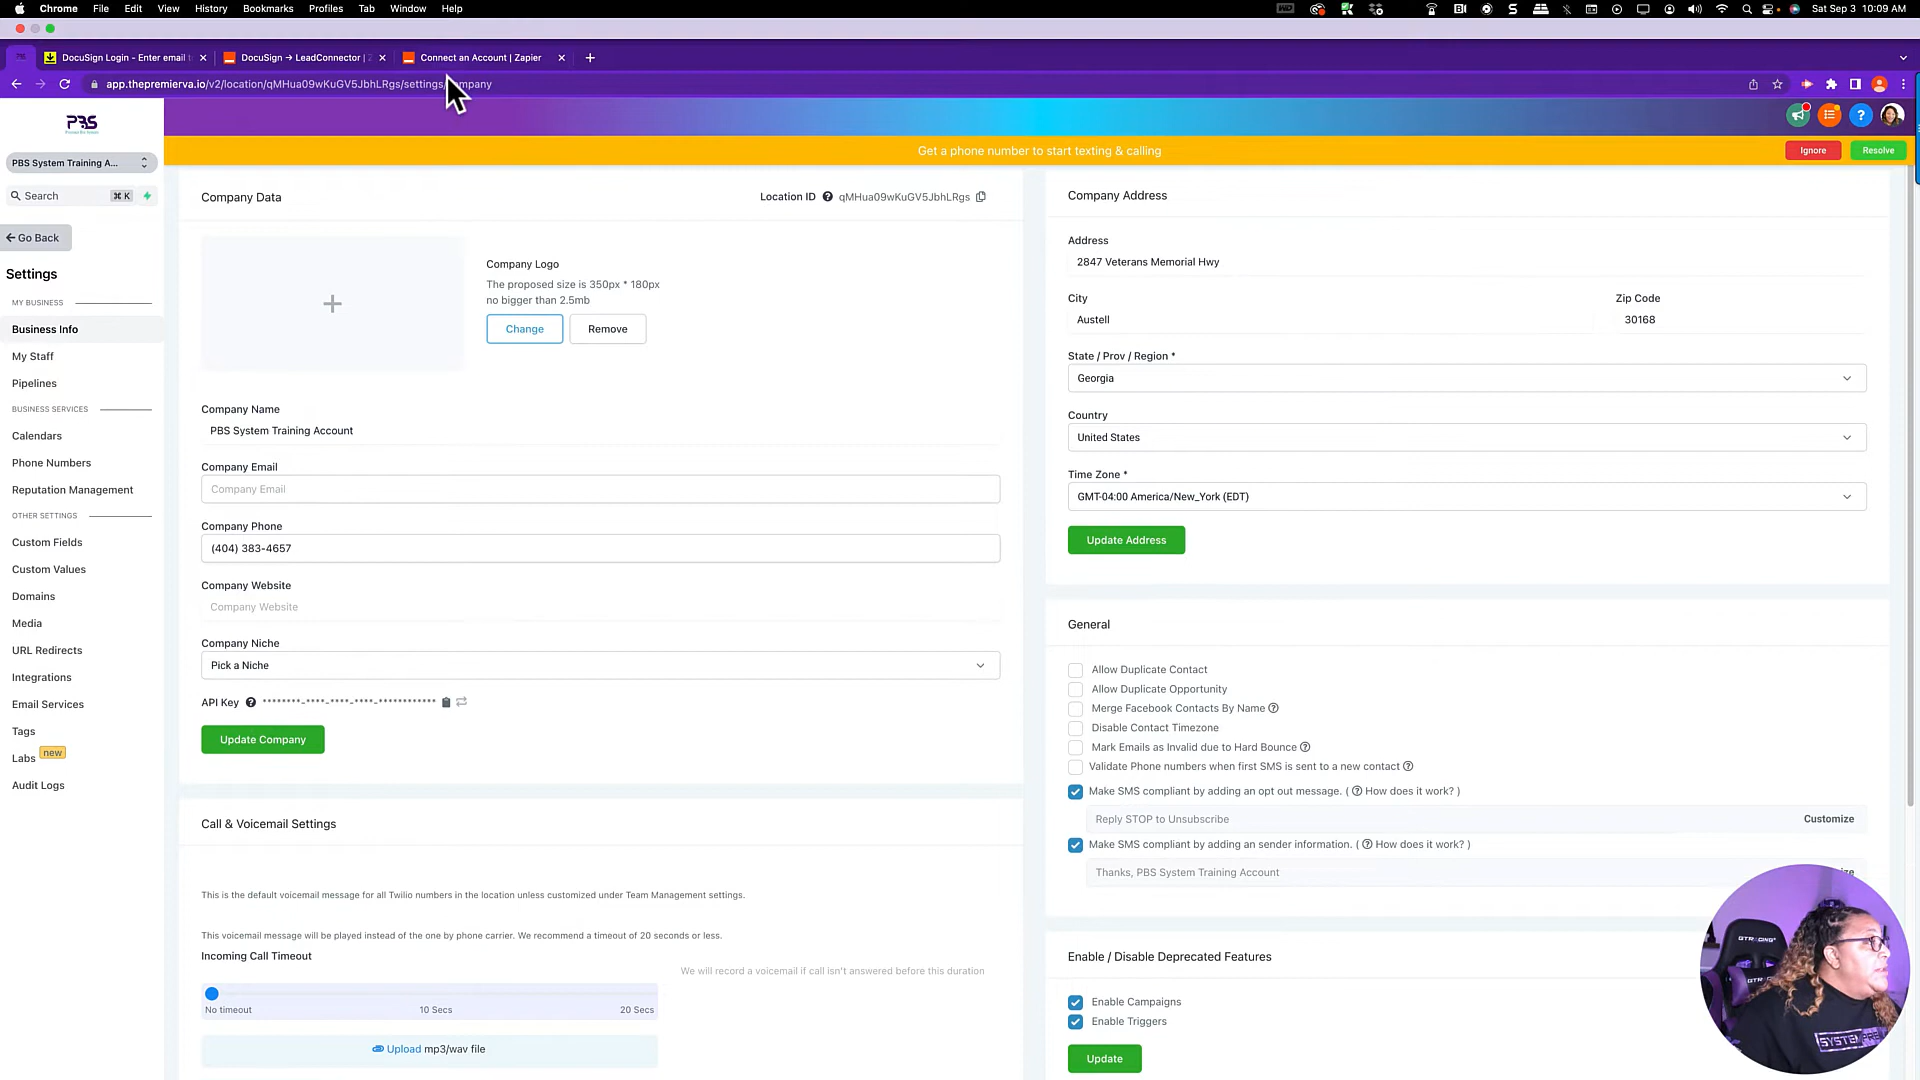 Chrome File Edit View History Bookmarks Profiles Tab Window Help
Sat Sep 3 10:09 AM
DocuSign Login - Enter email
DocuSign → LeadConnector |
Connect an Account | Zapier
app.thepremierva.io/v2/location/qMHua09wKuGV5JbhLRgs/settings/company
PBS
Get a phone number to start texting & calling
Ignore
Resolve
PBS System Training A...
Search
⌘ K
Go Back
Settings
MY BUSINESS
Business Info
My Staff
Pipelines
BUSINESS SERVICES
Calendars
Phone Numbers
Reputation Management
OTHER SETTINGS
Custom Fields
Custom Values
Domains
Media
URL Redirects
Integrations
Email Services
Tags
Labs new
Audit Logs
Company Data
Location ID qMHua09wKuGV5JbhLRgs
Company Logo
The proposed size is 350px * 180px
no bigger than 2.5mb
Change
Remove
Company Name
PBS System Training Account
Company Email
Company Email
Company Phone
(404) 383-4657
Company Website
Company Website
Company Niche
Pick a Niche
API Key ********-****-****-****-************
Update Company
Call & Voicemail Settings
This is the default voicemail message for all Twilio numbers in the location unless customized under Team Management settings.
This voicemail message will be played instead of the one by phone carrier. We recommend a timeout of 20 seconds or less.
Incoming Call Timeout
We will record a voicemail if call isn't answered before this duration
No timeout
10 Secs
20 Secs
Upload mp3/wav file
Company Address
Address
2847 Veterans Memorial Hwy
City
Zip Code
Austell
30168
State / Prov / Region *
Georgia
Country
United States
Time Zone *
GMT-04:00 America/New_York (EDT)
Update Address
General
Allow Duplicate Contact
Allow Duplicate Opportunity
Merge Facebook Contacts By Name
Disable Contact Timezone
Mark Emails as Invalid due to Hard Bounce
Validate Phone numbers when first SMS is sent to a new contact
Make SMS compliant by adding an opt out message. ( How does it work? )
Reply STOP to Unsubscribe
Customize
Make SMS compliant by adding an sender information. ( How does it work? )
Thanks, PBS System Training Account
Enable / Disable Deprecated Features
Enable Campaigns
Enable Triggers
Update
GTRACING